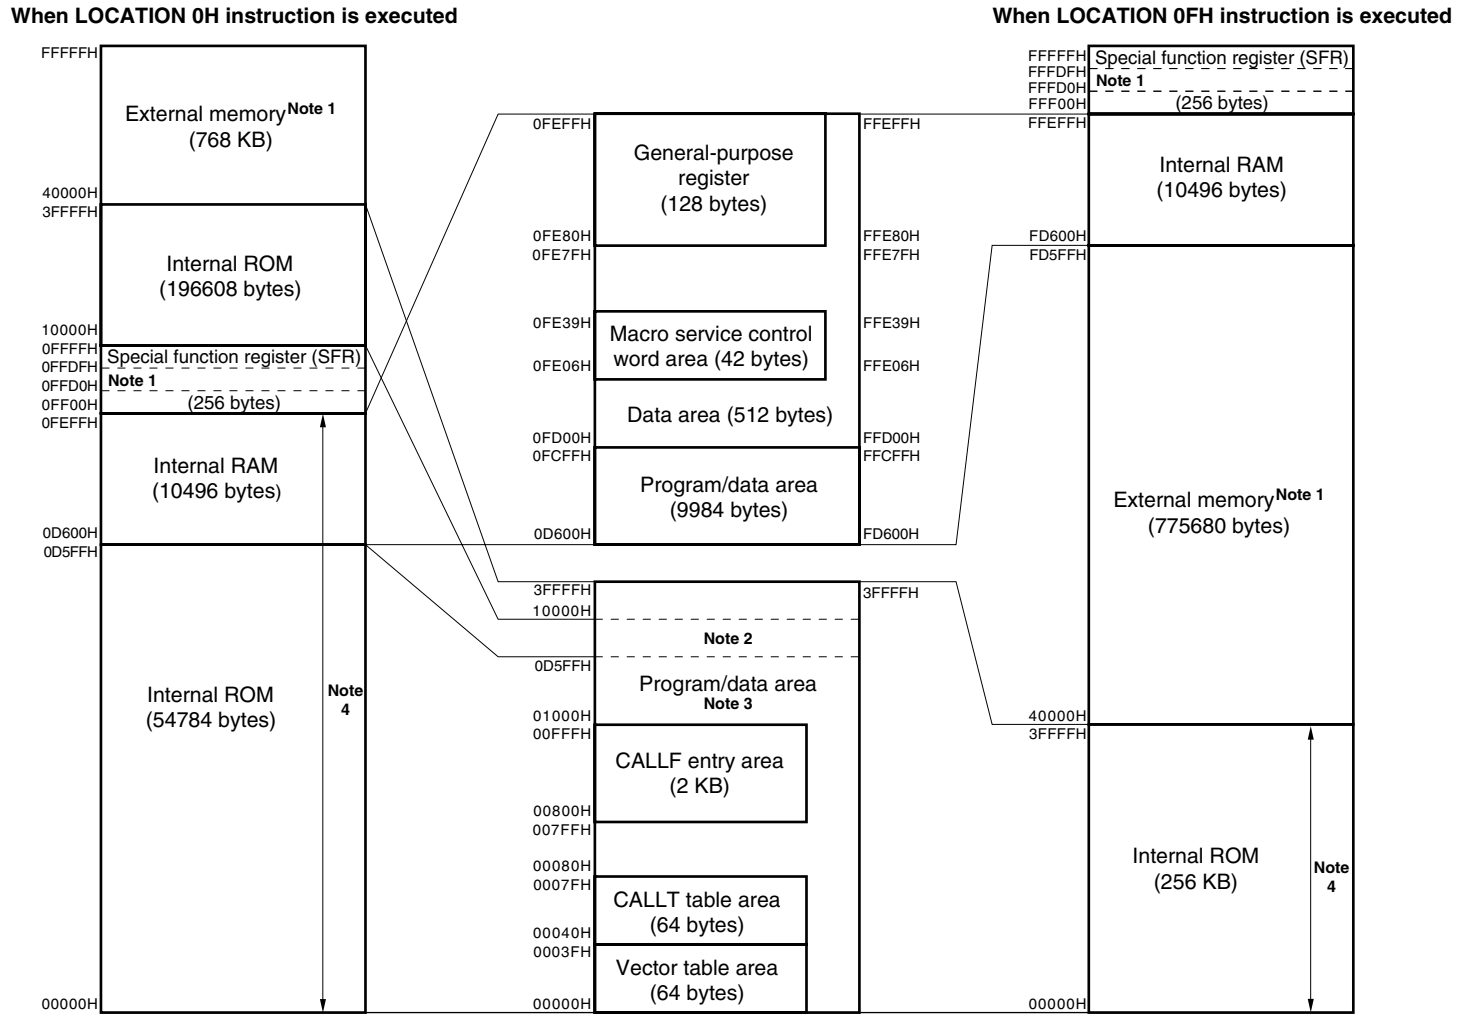 When LOCATION 0H instruction is executed
FFFFFH
External memory Note 1
(768 KB)
40000H
3FFFFH
Internal ROM
(196608 bytes)
10000H
0FFFFH
Special function register (SFR)
0FFDFH
Note 1
0FFD0H
(256 bytes)
0FF00H
0FEFFH
Internal RAM
(10496 bytes)
0D600H
0D5FFH
Internal ROM
(54784 bytes)
Note
4
00000H
0FEFFH
FFEFFH
General-purpose
register
(128 bytes)
0FE80H
FFE80H
0FE7FH
FFE7FH
0FE39H
FFE39H
Macro service control
word area (42 bytes)
0FE06H
FFE06H
Data area (512 bytes)
0FD00H
FFD00H
0FCFFH
FFCFFH
Program/data area
(9984 bytes)
0D600H
FD600H
3FFFFH
3FFFFH
10000H
Note 2
0D5FFH
Program/data area
Note 3
01000H
00FFFH
CALLF entry area
(2 KB)
00800H
007FFH
00080H
0007FH
CALLT table area
(64 bytes)
00040H
0003FH
Vector table area
(64 bytes)
00000H
When LOCATION 0FH instruction is executed
FFFFFH
Special function register (SFR)
FFFDFH
Note 1
FFFD0H
(256 bytes)
FFF00H
FFEFFH
Internal RAM
(10496 bytes)
FD600H
FD5FFH
External memory Note 1
(775680 bytes)
40000H
3FFFFH
Internal ROM
(256 KB)
Note
4
00000H